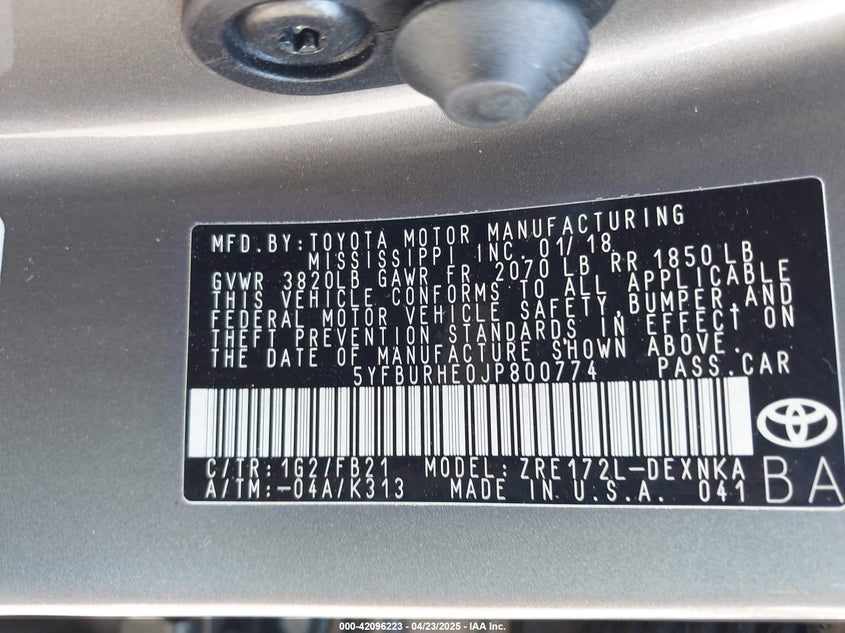 MFD.BY:TOYOTA MOTOR MANUFACTURING
MISSISSIPPI INC. 01/18
GVWR 3820LB GAWR FR 2070 LB RR 1850 LB
THIS VEHICLE CONFORMS TO ALL APPLICABLE
FEDERAL MOTOR VEHICLE SAFETY,BUMPER,AND
THEFT PREVENTION STANDARDS IN EFFECT ON
THE DATE OF MANUFACTURE SHOWN ABOVE.
5YFBURHE0JP800774 PASS.CAR
C/TR:1G2/FB21 MODEL:ZRE172L-DEXNKA
A/TM:-04A/K313 MADE IN U.S.A. 041
BA
000-42096223 - 04/23/2025 - IAA Inc.